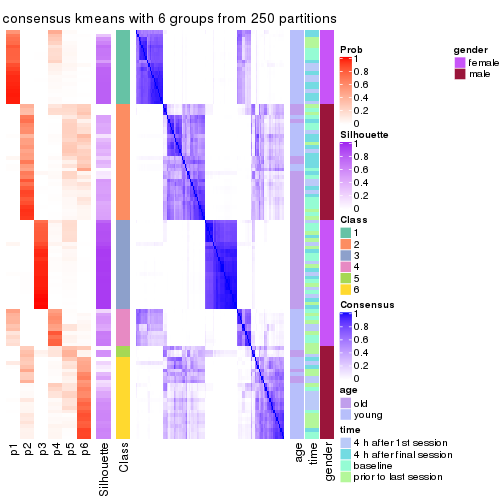 consensus kmeans with 6 groups from 250 partitions
Prob
1
0.8
0.6
0.4
0.2
0
gender
female
male
Silhouette
1
0.8
0.6
0.4
0.2
0
Class
1
2
3
4
5
6
Consensus
1
0.8
0.6
0.4
0.2
0
age
old
young
time
4 h after 1st session
4 h after final session
baseline
prior to last session
p1
p2
p3
p4
p5
p6
Silhouette
Class
age
time
gender